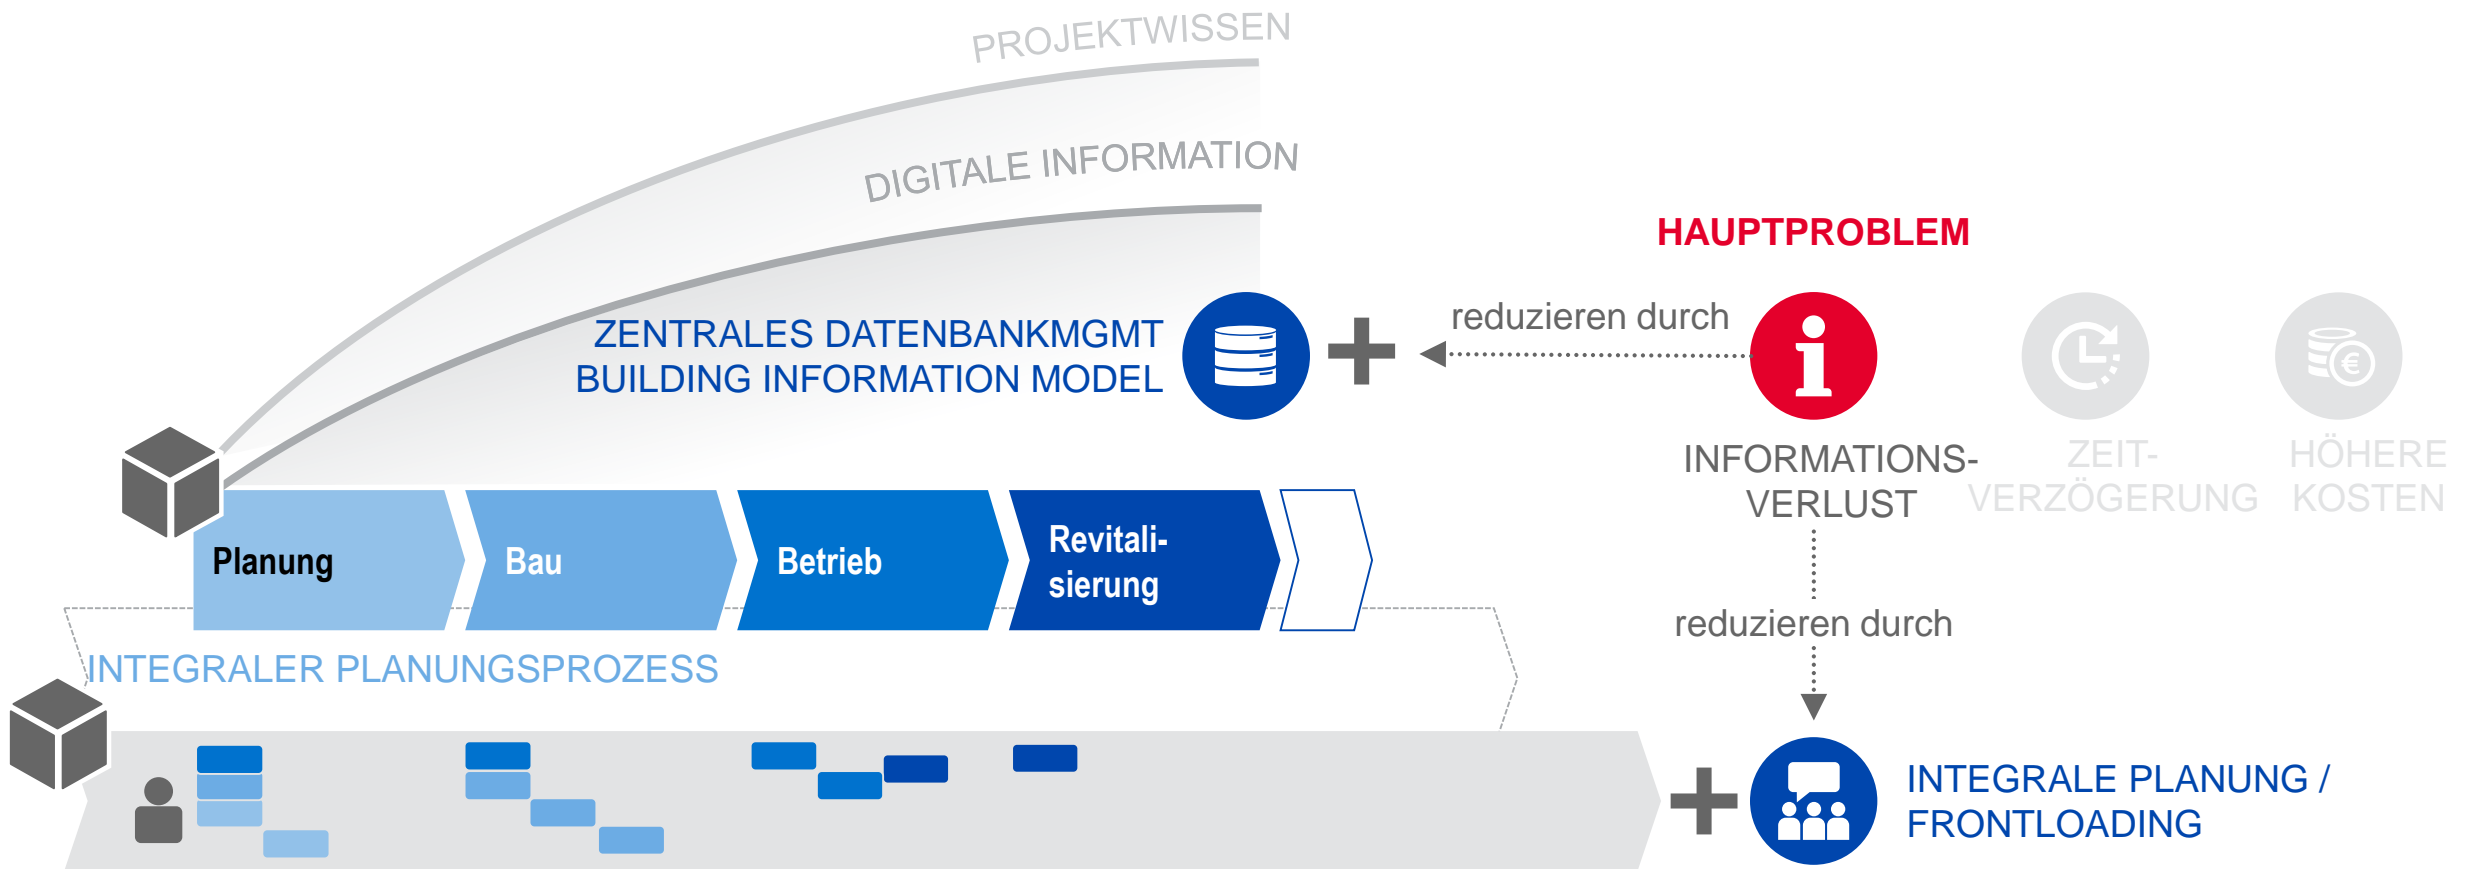 PROJEKTWISSEN
DIGITALE INFORMATION
HAUPTPROBLEM
ZENTRALES DATENBANKMGMT
BUILDING INFORMATION MODEL
reduzieren durch
INFORMATIONS-
VERLUST
ZEIT-
VERZÖGERUNG
HÖHERE
KOSTEN
Planung
Bau
Betrieb
Revitali-
sierung
reduzieren durch
INTEGRALER PLANUNGSPROZESS
INTEGRALE PLANUNG /
FRONTLOADING